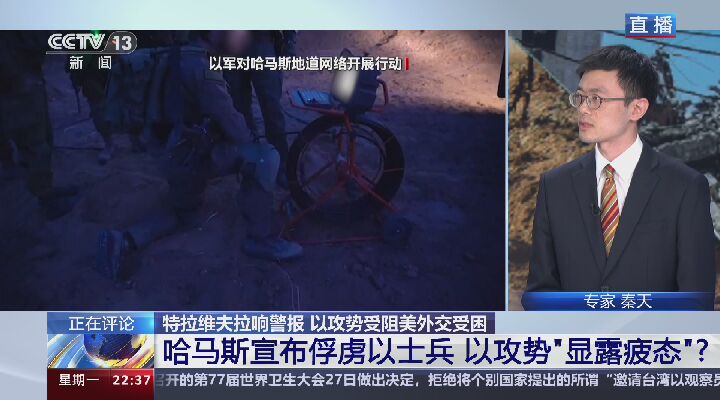 CCTV 13
新闻
直播
以军对哈马斯地道网络开展行动
专家 秦天
正在评论
特拉维夫拉响警报 以攻势受阻美外交受困
哈马斯宣布俘虏以士兵 以攻势"显露疲态"?
星期一 22:37
召开的第77届世界卫生大会27日做出决定，拒绝将个别国家提出的所谓“邀请台湾以观察员